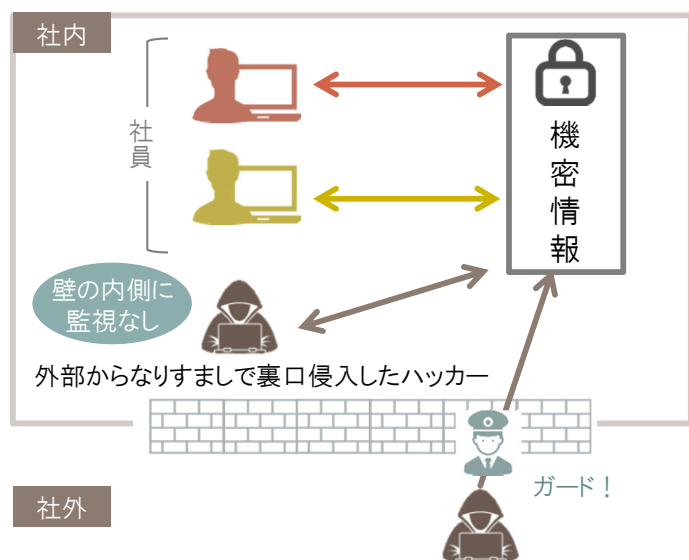 社内
社員
機密情報
壁の内側に
監視なし
外部からなりすましで裏口侵入したハッカー
ガード！
社外